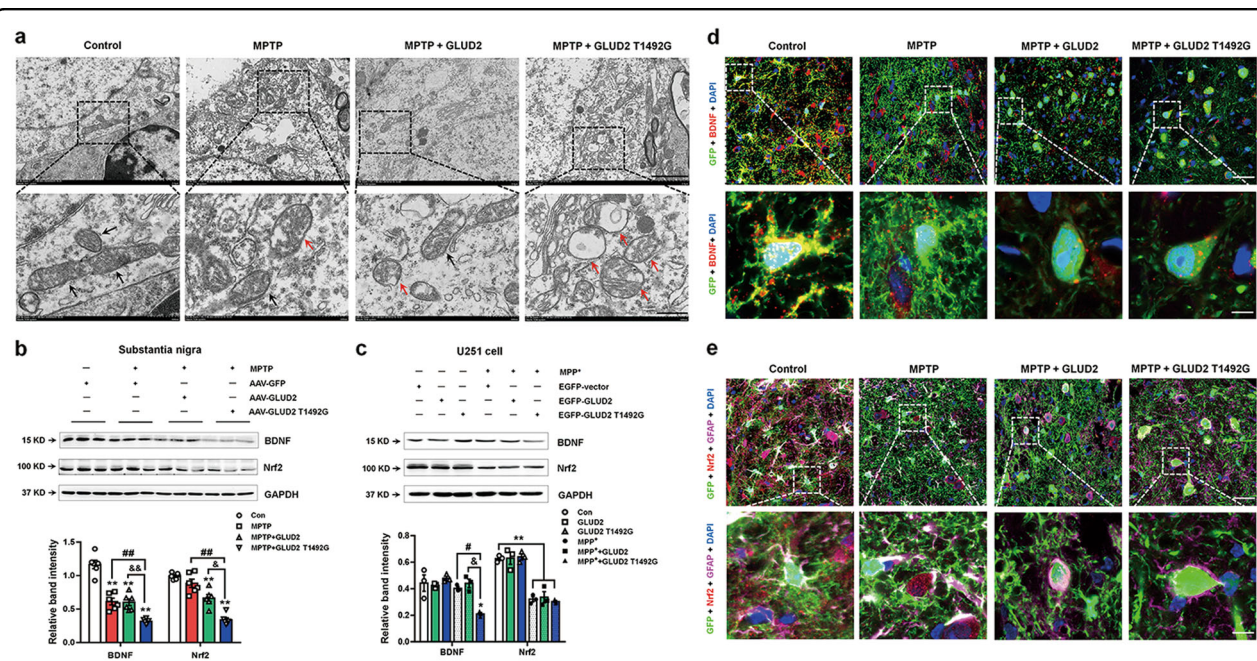 a
Control MPTP MPTP + GLUD2 MPTP + GLUD2 T1492G
b
Substantia nigra
– + + + MPTP
+ + – – AAV-GFP
– – + – AAV-GLUD2
– – – + AAV-GLUD2 T1492G
15 KD BDNF
100 KD Nrf2
37 KD GAPDH
Con
MPTP
MPTP+GLUD2
MPTP+GLUD2 T1492G
Relative band intensity
1.5
1.0
0.5
0.0
## ##
&& &
** ** ** ** **
BDNF Nrf2
c
U251 cell
– – – + + + MPP+
+ – – + – – EGFP-vector
– + – – + – EGFP-GLUD2
– – + – – + EGFP-GLUD2 T1492G
15 KD BDNF
100 KD Nrf2
37 KD GAPDH
Con
GLUD2
GLUD2 T1492G
MPP+
MPP++GLUD2
MPP++GLUD2 T1492G
Relative band intensity
0.8
0.6
0.4
0.2
0.0
# **
&
*
BDNF Nrf2
d
Control MPTP MPTP + GLUD2 MPTP + GLUD2 T1492G
GFP + BDNF + DAPI
GFP + BDNF + DAPI
e
Control MPTP MPTP + GLUD2 MPTP + GLUD2 T1492G
GFP + Nrf2 + GFAP + DAPI
GFP + Nrf2 + GFAP + DAPI